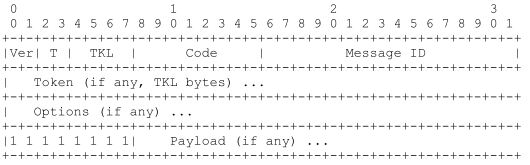 0                   1                   2                   3
 0 1 2 3 4 5 6 7 8 9 0 1 2 3 4 5 6 7 8 9 0 1 2 3 4 5 6 7 8 9 0 1
+-+-+-+-+-+-+-+-+-+-+-+-+-+-+-+-+-+-+-+-+-+-+-+-+-+-+-+-+-+-+-+-+
|Ver| T |  TKL  |      Code     |          Message ID           |
+-+-+-+-+-+-+-+-+-+-+-+-+-+-+-+-+-+-+-+-+-+-+-+-+-+-+-+-+-+-+-+-+
|   Token (if any, TKL bytes) ...
+-+-+-+-+-+-+-+-+-+-+-+-+-+-+-+-+-+-+-+-+-+-+-+-+-+-+-+-+-+-+-+-+
|   Options (if any) ...
+-+-+-+-+-+-+-+-+-+-+-+-+-+-+-+-+-+-+-+-+-+-+-+-+-+-+-+-+-+-+-+-+
|1 1 1 1 1 1 1 1|    Payload (if any) ...
+-+-+-+-+-+-+-+-+-+-+-+-+-+-+-+-+-+-+-+-+-+-+-+-+-+-+-+-+-+-+-+-+